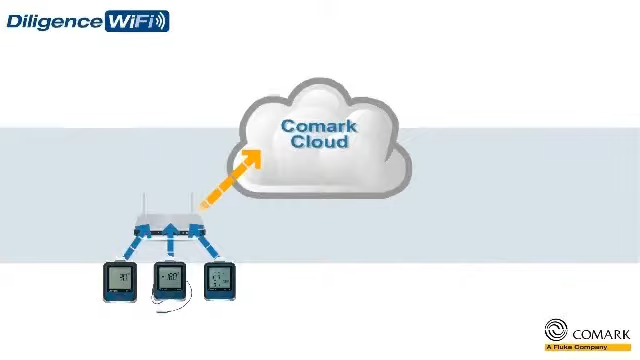 Diligence WiFi
Comark
Cloud
COMARK
A Fluke Company